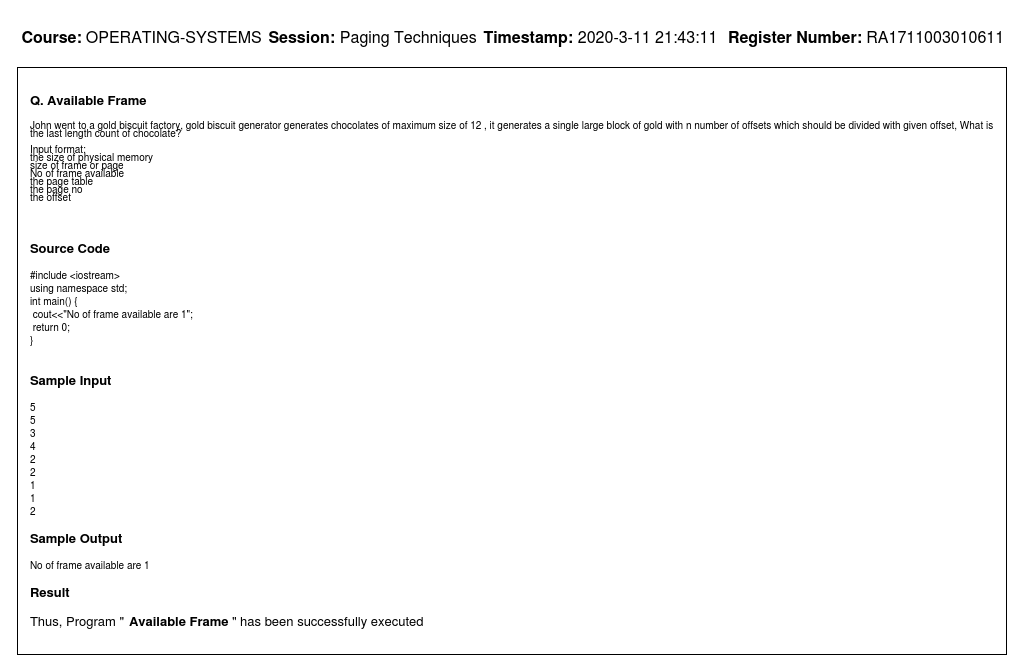 Course: OPERATING-SYSTEMS Session: Paging Techniques Timestamp: 2020-3-11 21:43:11 Register Number: RA1711003010611
Q. Available Frame
John went to a gold biscuit factory, gold biscuit generator generates chocolates of maximum size of 12 , it generates a single large block of gold with n number of offsets which should be divided with given offset, What is
the last length count of chocolate?
Input format;
the size of physical memory
size of frame or page
No of frame available
the page table
the page no
the offset
Source Code
#include <iostream>
using namespace std;
int main() {
 cout<<"No of frame available are 1";
 return 0;
}
Sample Input
5
5
3
4
2
2
1
1
2
Sample Output
No of frame available are 1
Result
Thus, Program " Available Frame " has been successfully executed